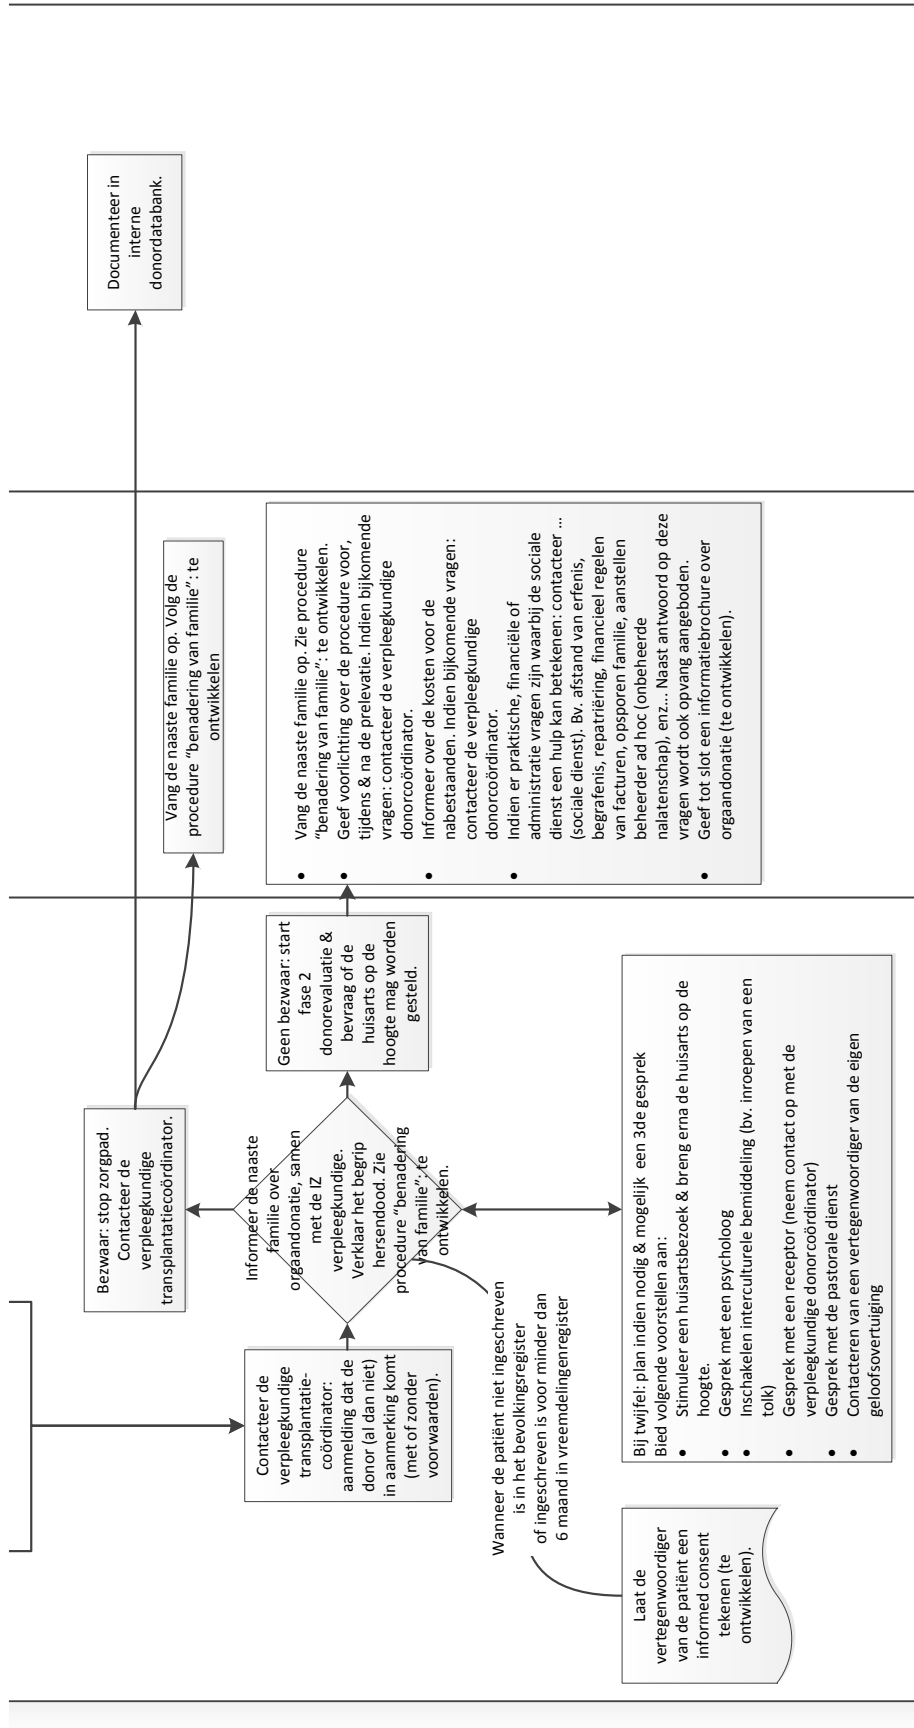 Contacteer de
verpleegkundige
transplantatie-
coördinator:
aanmelding dat de
donor (al dan niet)
in aanmerking komt
(met of zonder
voorwaarden).
Informeer de naaste
familie over
orgaandonatie, samen
met de IZ
verpleegkundige.
Verklaar het begrip
hersendood. Zie
procedure “benadering
van familie”: te
ontwikkelen.
Bezwaar: stop zorgpad.
Contacteer de
verpleegkundige
transplantatiecoördinator.
Documenteer in
interne
donordatabank.
Vang de naaste familie op. Volg de
procedure “benadering van familie”: te
ontwikkelen
Geen bezwaar: start
fase 2
donorevaluatie &
bevraag of de
huisarts op de
hoogte mag worden
gesteld.
• Vang de naaste familie op. Zie procedure
“benadering van familie”: te ontwikkelen.
• Geef voorlichting over de procedure voor,
tijdens & na de prelevatie. Indien bijkomende
vragen: contacteer de verpleegkundige
donorcoördinator.
• Informeer over de kosten voor de
nabestanden. Indien bijkomende vragen:
contacteer de verpleegkundige
donorcoördinator.
• Indien er praktische, financiële of
administratie vragen zijn waarbij de sociale
dienst een hulp kan betekenen: contacteer ...
(sociale dienst). Bv. afstand van erfenis,
begrafenis, repatriëring, financieel regelen
van facturen, opsporen familie, aanstellen
beheerder ad hoc (onbeheerde
nalatenschap), enz... Naast antwoord op deze
vragen wordt ook opvang aangeboden.
• Geef tot slot een informatiebrochure over
orgaandonatie (te ontwikkelen).
Wanneer de patiënt niet ingeschreven
is in het bevolkingsregister
of ingeschreven is voor minder dan
6 maand in vreemdelingenregister
Laat de
vertegenwoordiger
van de patiënt een
informed consent
tekenen (te
ontwikkelen).
Bij twijfel: plan indien nodig & mogelijk een 3de gesprek
Bied volgende voorstellen aan:
• Stimuleer een huisartsbezoek & breng erna de huisarts op de
hoogte.
• Gesprek met een psycholoog
• Inschakelen interculturele bemiddeling (bv. inroepen van een
tolk)
• Gesprek met een receptor (neem contact op met de
verpleegkundige donorcoördinator)
• Gesprek met de pastorale dienst
• Contacteren van een vertegenwoordiger van de eigen
geloofsovertuiging